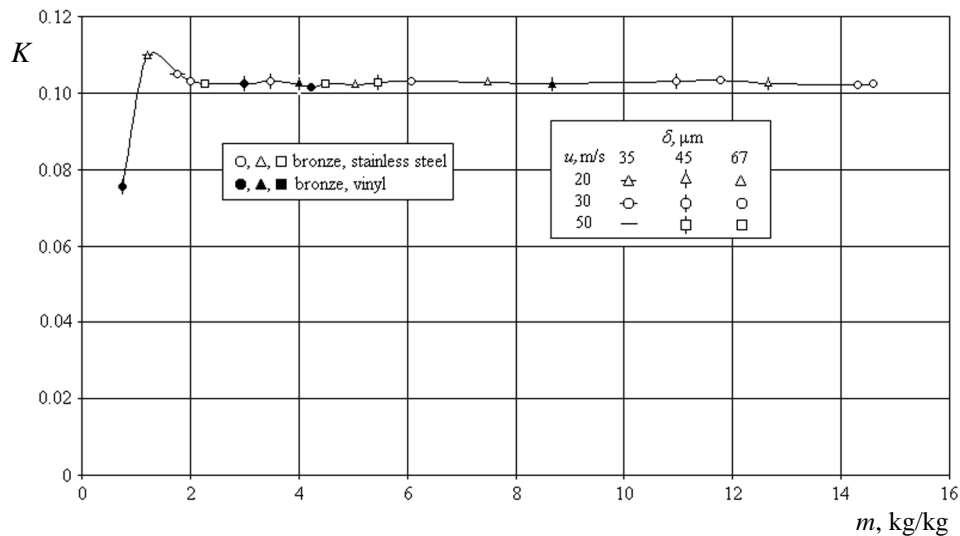 0.12
K
0.10
0.08
0.06
0.04
0.02
0
0 2 4 6 8 10 12 14 16
m, kg/kg
bronze, stainless steel
bronze, vinyl
δ, μm
u, m/s 35 45 67
20
30
50